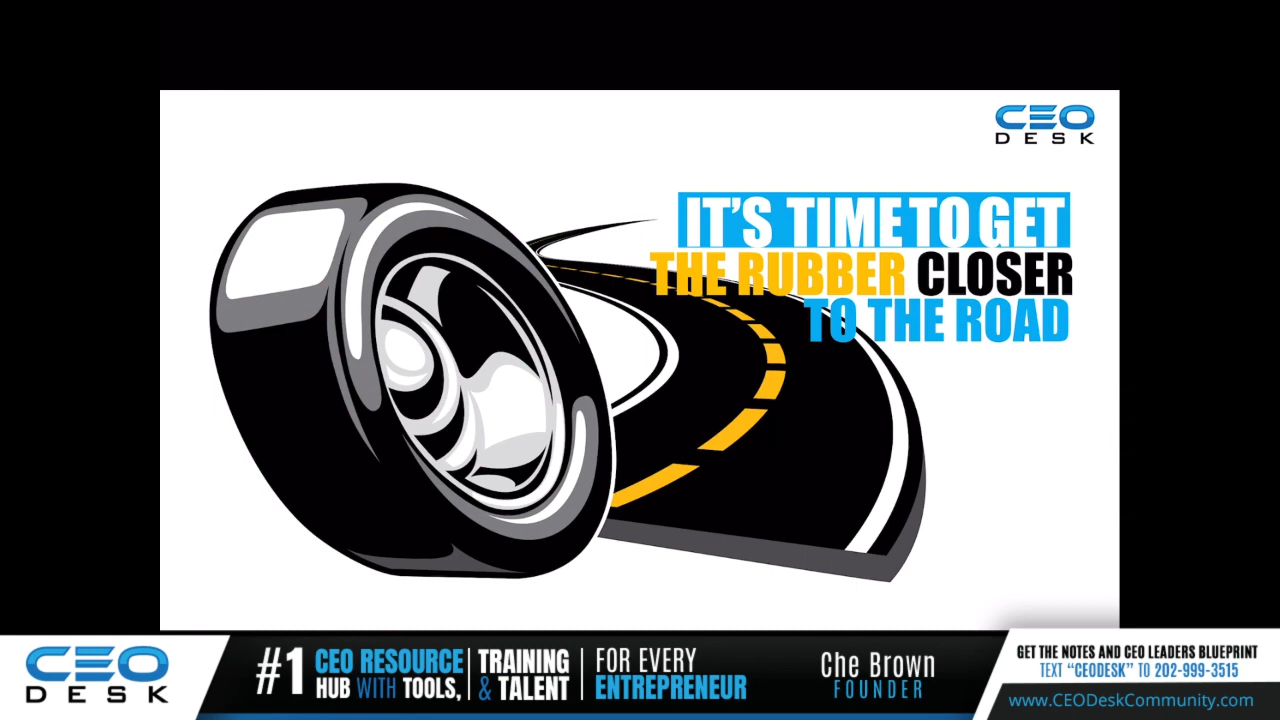 CEO
DESK
IT'S TIME TO GET
THE RUBBER CLOSER
TO THE ROAD
CEO
DESK
#1
CEO RESOURCE
HUB WITH TOOLS,
TRAINING
& TALENT
FOR EVERY
ENTREPRENEUR
Che Brown
FOUNDER
GET THE NOTES AND CEO LEADERS BLUEPRINT
TEXT “CEODESK” TO 202-999-3515
www.CEODeskCommunity.com